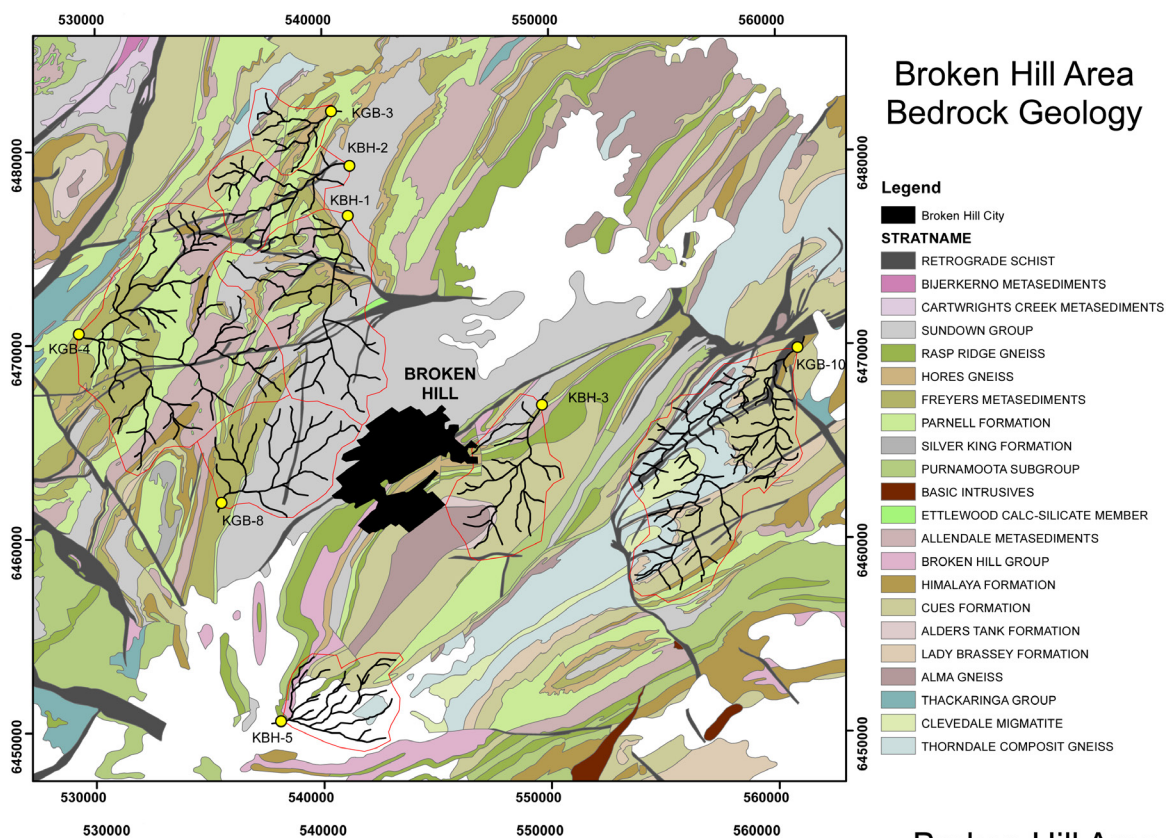 530000 540000 550000 560000
Broken Hill Area
Bedrock Geology
6480000
6470000
6460000
6450000
KGB-3
KBH-2
KBH-1
KGB-4
KGB-8
KBH-5
BROKEN
HILL
KBH-3
KGB-10
6480000
6470000
6460000
6450000
Legend
Broken Hill City
STRATNAME
RETROGRADE SCHIST
BIJERKERNO METASEDIMENTS
CARTWRIGHTS CREEK METASEDIMENTS
SUNDOWN GROUP
RASP RIDGE GNEISS
HORES GNEISS
FREYERS METASEDIMENTS
PARNELL FORMATION
SILVER KING FORMATION
PURNAMOOTA SUBGROUP
BASIC INTRUSIVES
ETTLEWOOD CALC-SILICATE MEMBER
ALLENDALE METASEDIMENTS
BROKEN HILL GROUP
HIMALAYA FORMATION
CUES FORMATION
ALDERS TANK FORMATION
LADY BRASSEY FORMATION
ALMA GNEISS
THACKARINGA GROUP
CLEVEDALE MIGMATITE
THORNDALE COMPOSIT GNEISS
530000 540000 550000 560000
530000 540000 550000 560000